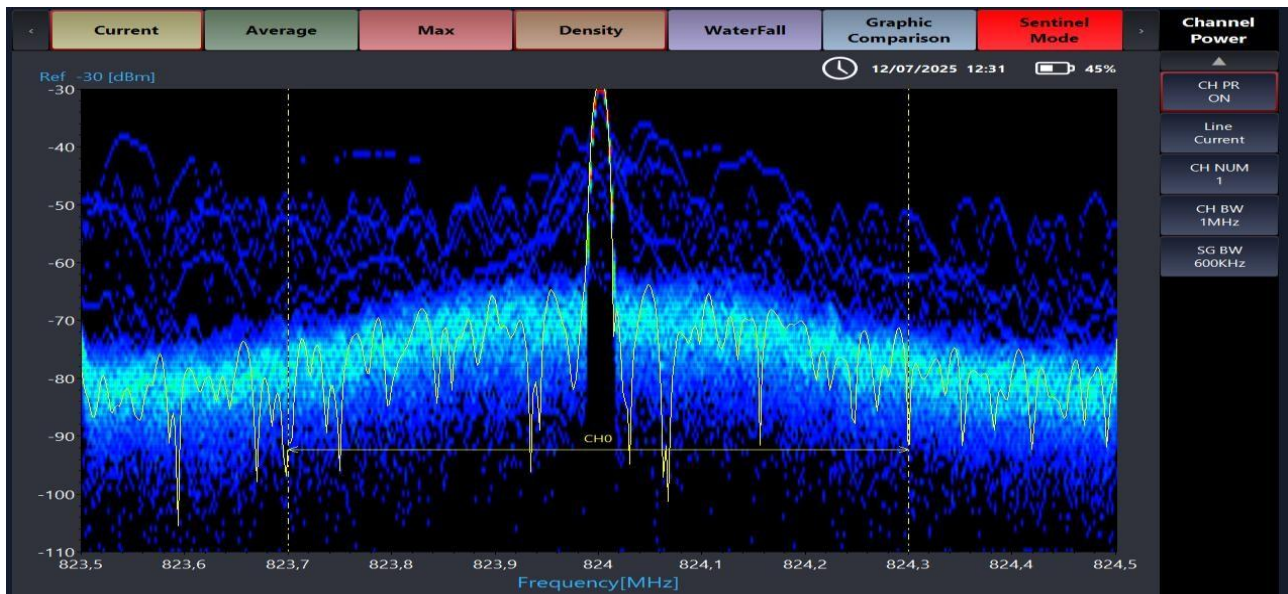 ‹
Current
Average
Max
Density
WaterFall
Graphic
Comparison
Sentinel
Mode
›
Channel
Power
Ref -30 [dBm]
12/07/2025 12:31
45%
CH PR
ON
Line
Current
CH NUM
1
CH BW
1MHz
SG BW
600KHz
-30
-40
-50
-60
-70
-80
-90
-100
-110
CH0
823,5
823,6
823,7
823,8
823,9
824
824,1
824,2
824,3
824,4
824,5
Frequency[MHz]